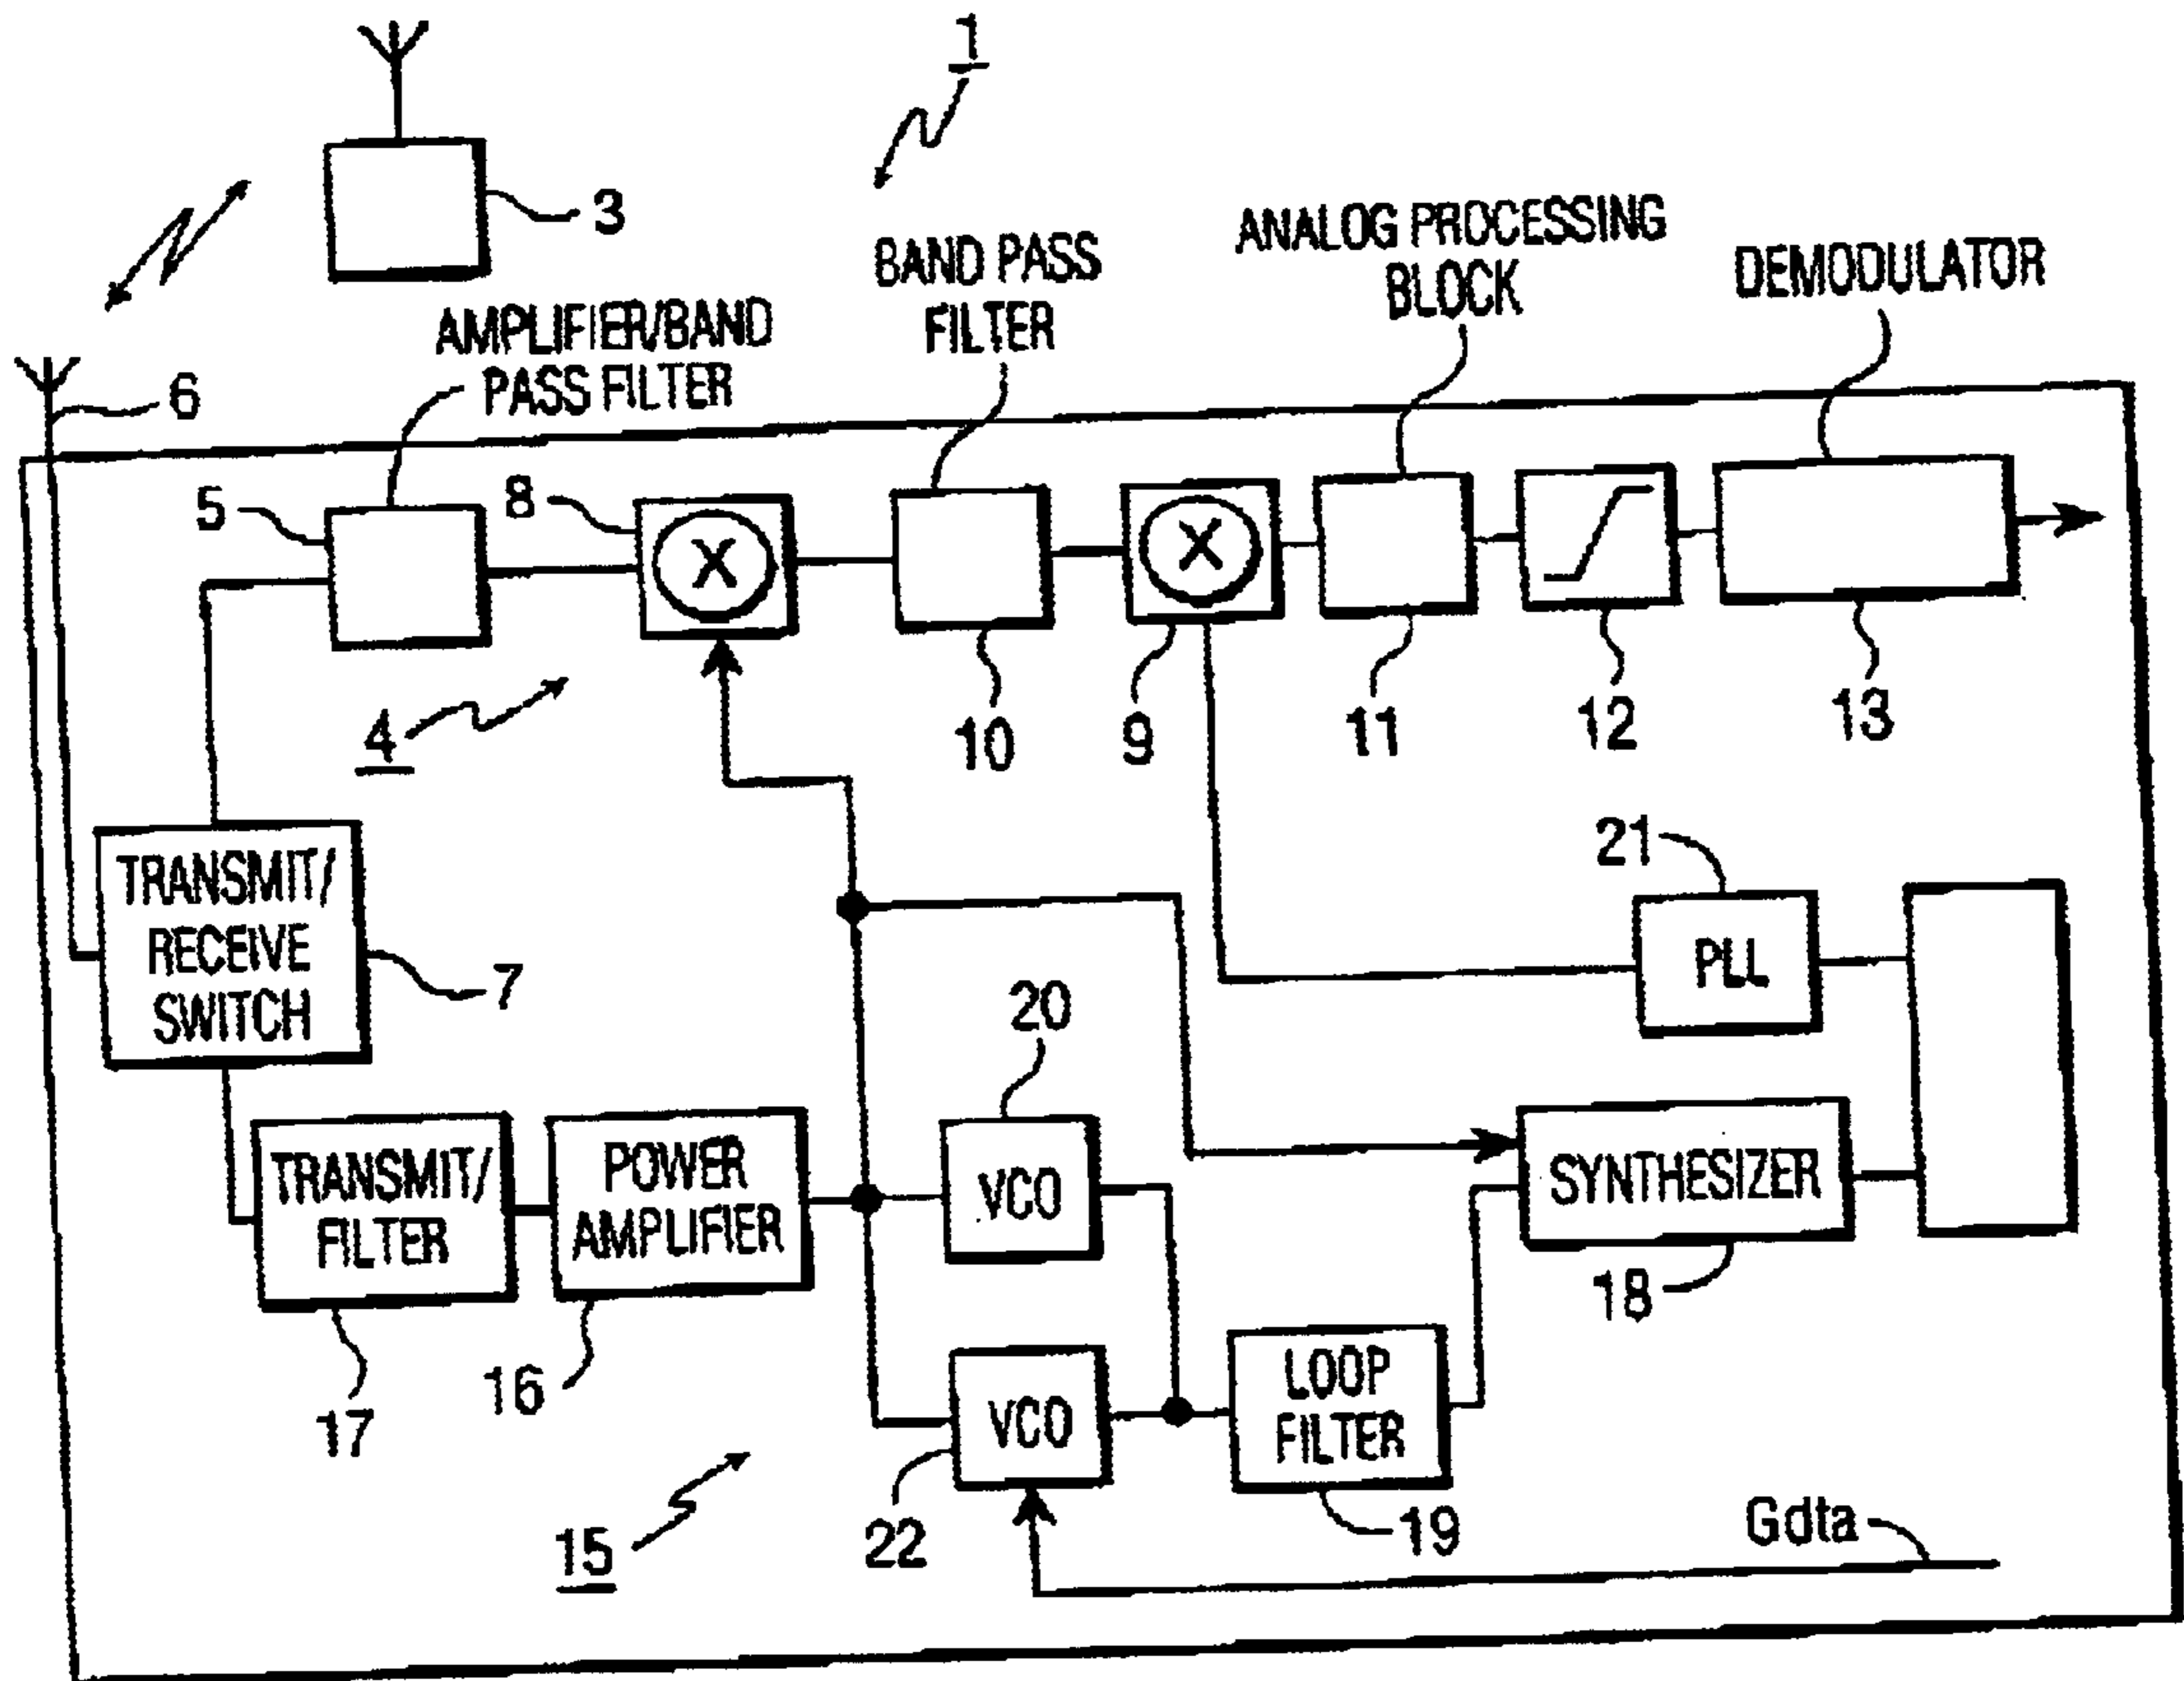 1
3
ANALOG PROCESSING
BLOCK
BAND PASS
FILTER
DEMODULATOR
AMPLIFIER/BAND
PASS FILTER
6
5
8
X
X
4
10
9
11
12
13
TRANSMIT/
RECEIVE
SWITCH
7
21
PLL
20
TRANSMIT/
FILTER
POWER
AMPLIFIER
VCO
SYNTHESIZER
18
17
16
VCO
LOOP
FILTER
15
22
19
Gdta